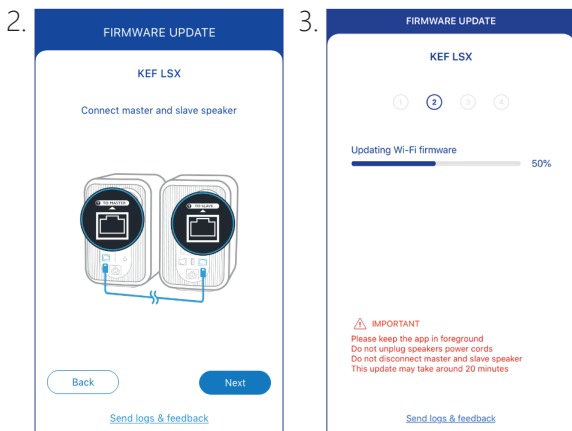 2.
FIRMWARE UPDATE
KEF LSX
Connect master and slave speaker
TO MASTER
TO SLAVE
Back
Next
Send logs & feedback
3.
FIRMWARE UPDATE
KEF LSX
1 2 3 4
Updating Wi-Fi firmware
50%
IMPORTANT
Please keep the app in foreground
Do not unplug speakers power cords
Do not disconnect master and slave speaker
This update may take around 20 minutes
Send logs & feedback